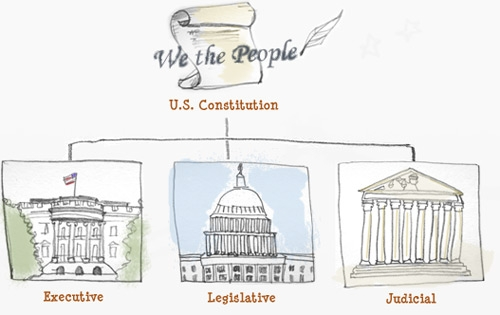 We the People
U.S. Constitution
Executive
Legislative
Judicial